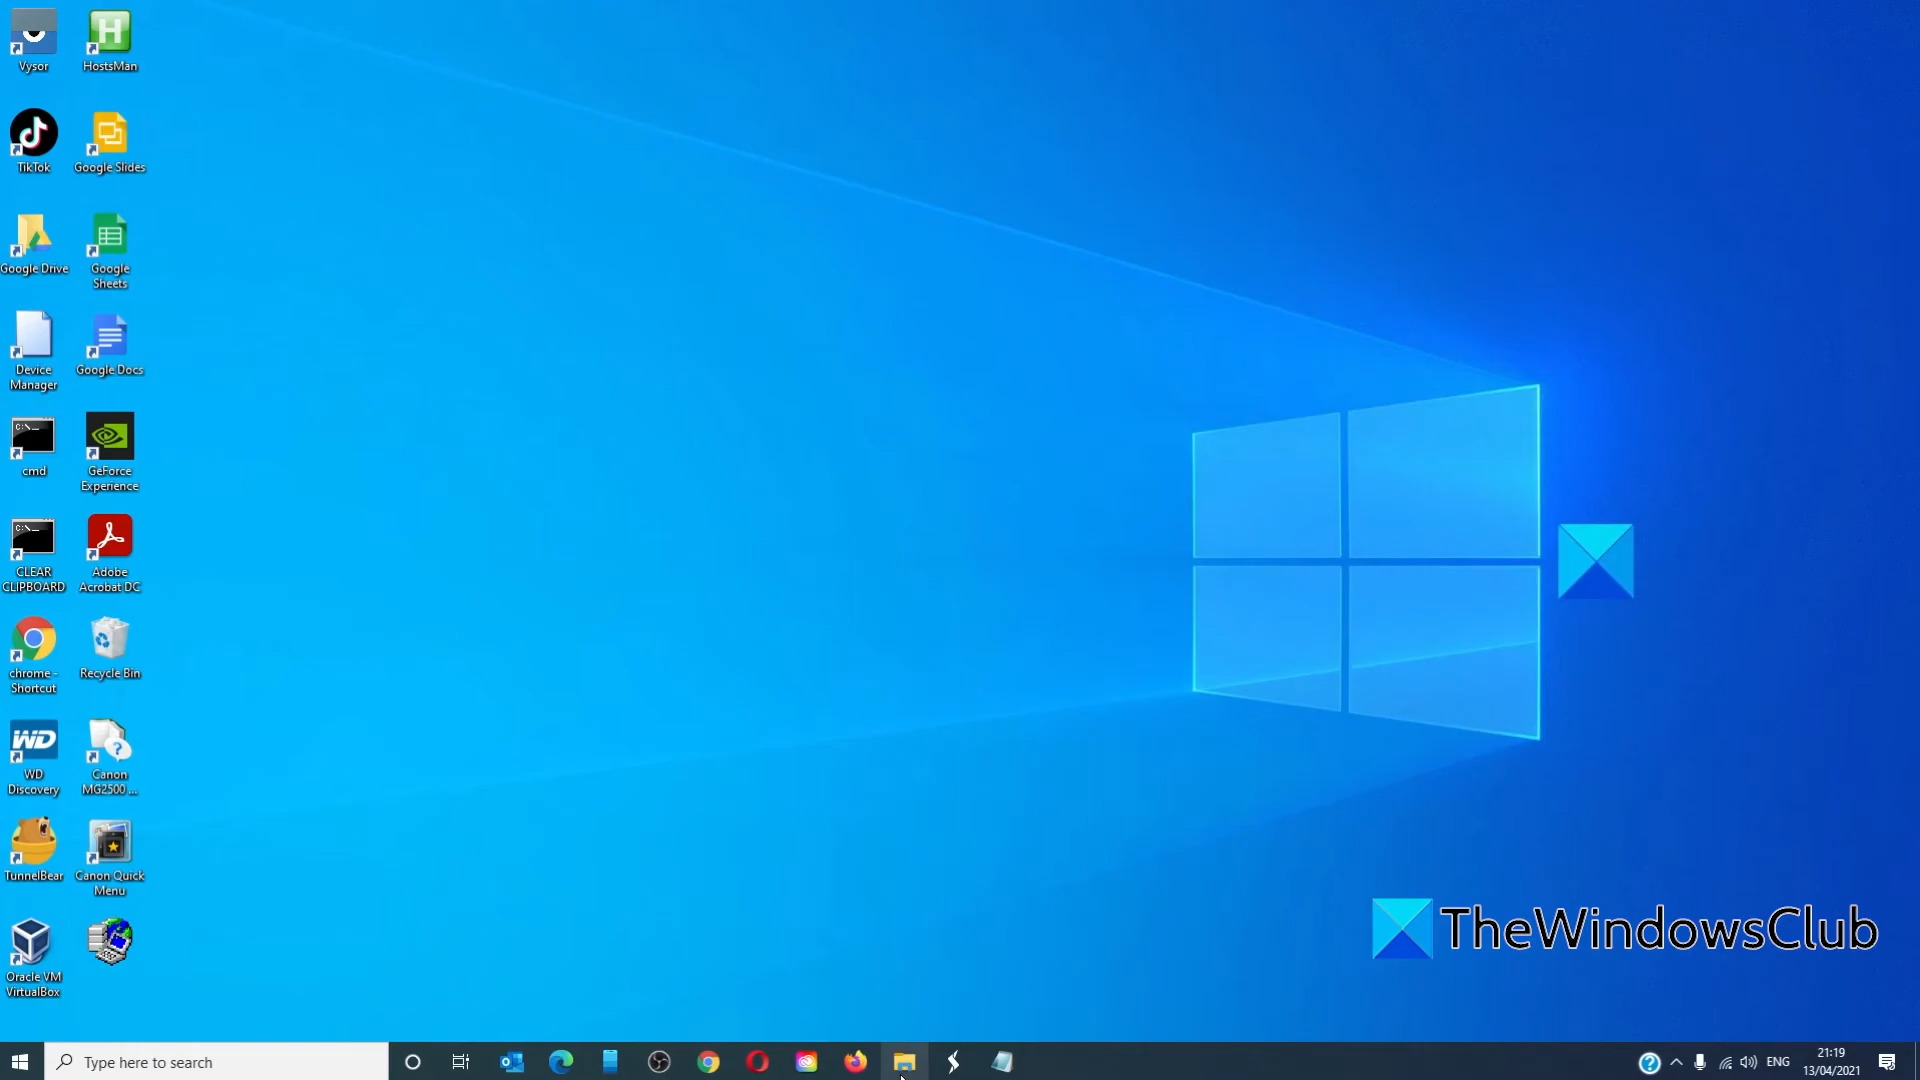 Vysor
HostsMan
TikTok
Google Slides
Google Drive
Google
Sheets
Device
Manager
Google Docs
C:\._
cmd
GeForce
Experience
C:\._
CLEAR
CLIPBOARD
Adobe
Acrobat DC
chrome -
Shortcut
Recycle Bin
WD
WD
Discovery
Canon
MG2500 ...
TunnelBear
Canon Quick
Menu
Oracle VM
VirtualBox
TheWindowsClub
Type here to search
ENG
21:19
13/04/2021